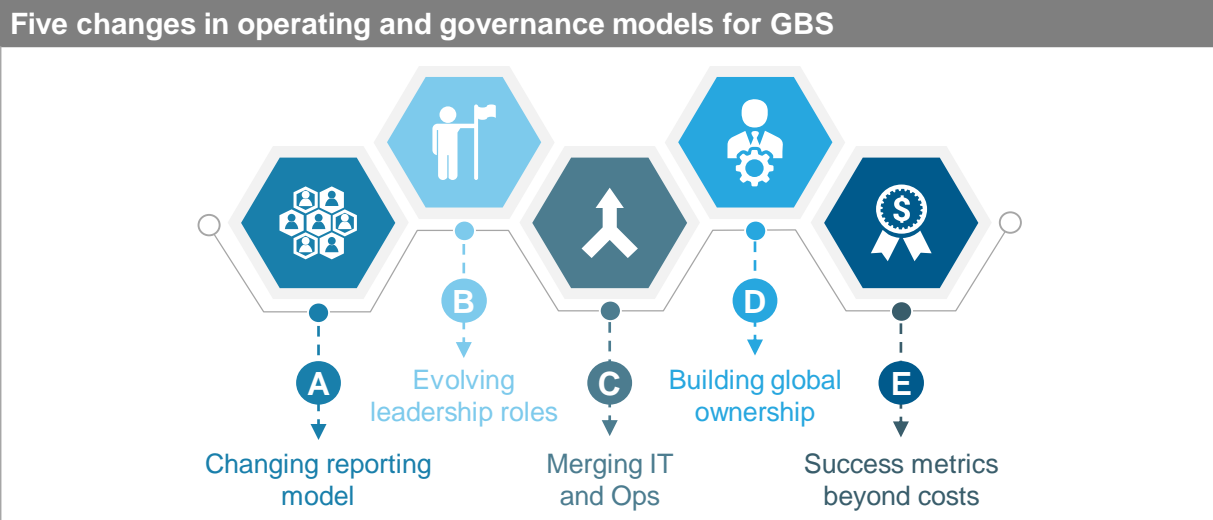 Five changes in operating and governance models for GBS
$
A
Changing reporting
model
B
Evolving
leadership roles
C
Merging IT
and Ops
D
Building global
ownership
E
Success metrics
beyond costs